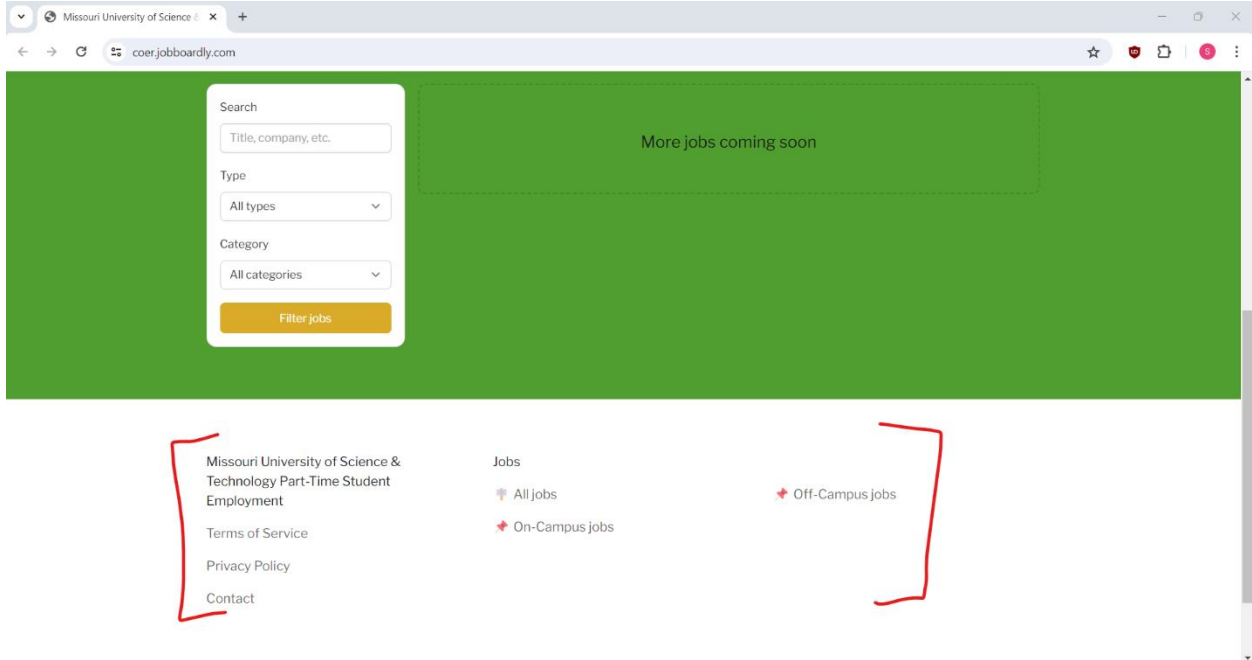 Missouri University of Science &
coer.jobboardly.com
S
Search
Title, company, etc.
More jobs coming soon
Type
All types
Category
All categories
Filter jobs
Missouri University of Science &
Technology Part-Time Student
Employment
Terms of Service
Privacy Policy
Contact
Jobs
All jobs
On-Campus jobs
Off-Campus jobs